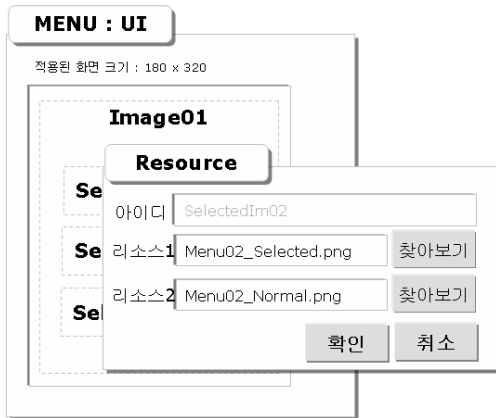 MENU : UI
적용된 화면 크기 : 180 x 320
Image01
Resource
Se
아이디 SelectedIm02
Se
리소스1 Menu02_Selected.png 찾아보기
리소스2 Menu02_Normal.png 찾아보기
Sel
확인 취소